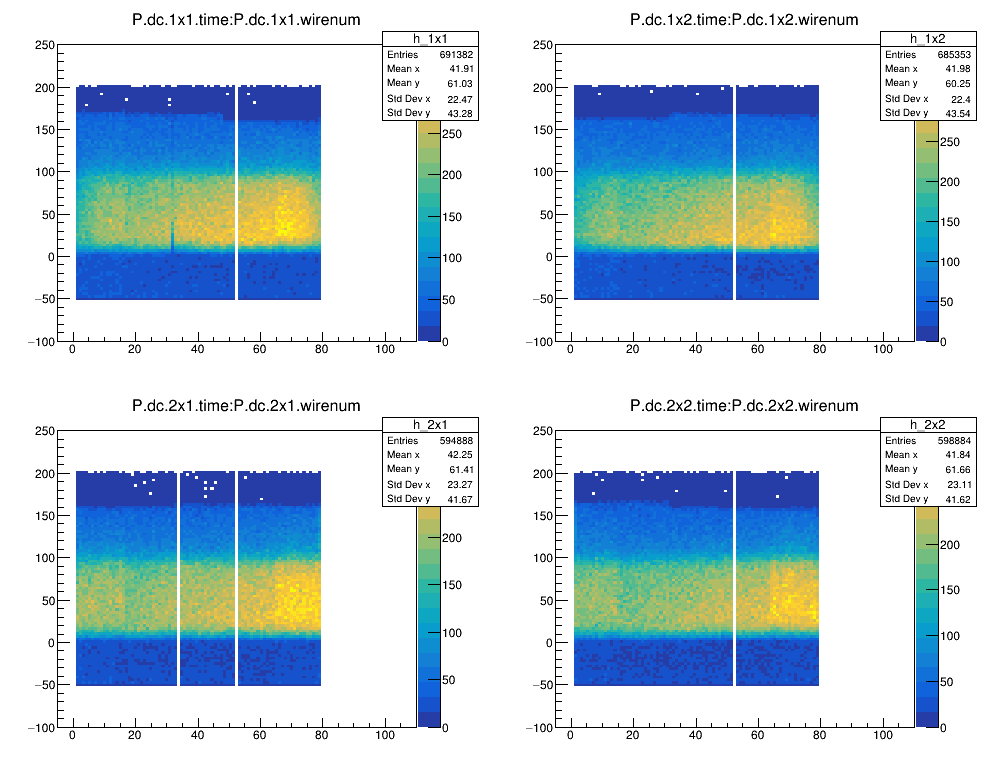 P.dc.1x1.time:P.dc.1x1.wirenum
h_1x1
Entries 691382
Mean x 41.91
Mean y 61.03
Std Dev x 22.47
Std Dev y 43.28
250
200
150
100
50
0
−50
−100
0 20 40 60 80 100
250
200
150
100
50
0
P.dc.1x2.time:P.dc.1x2.wirenum
h_1x2
Entries 685353
Mean x 41.98
Mean y 60.25
Std Dev x 22.4
Std Dev y 43.54
250
200
150
100
50
0
−50
−100
0 20 40 60 80 100
250
200
150
100
50
0
P.dc.2x1.time:P.dc.2x1.wirenum
h_2x1
Entries 594888
Mean x 42.25
Mean y 61.41
Std Dev x 23.27
Std Dev y 41.67
250
200
150
100
50
0
−50
−100
0 20 40 60 80 100
200
150
100
50
0
P.dc.2x2.time:P.dc.2x2.wirenum
h_2x2
Entries 598884
Mean x 41.84
Mean y 61.66
Std Dev x 23.11
Std Dev y 41.62
250
200
150
100
50
0
−50
−100
0 20 40 60 80 100
200
150
100
50
0